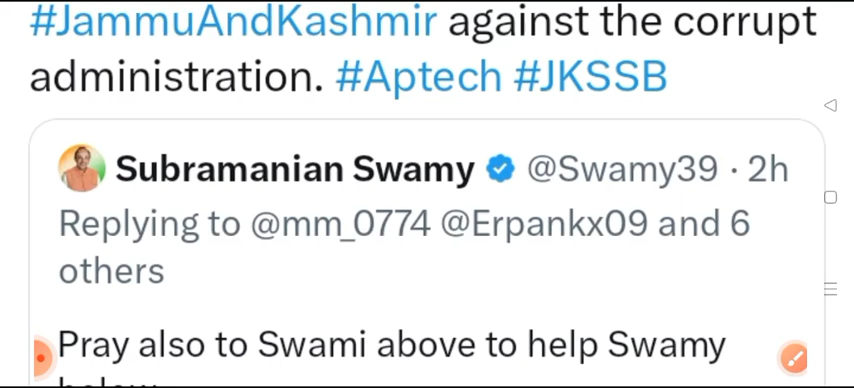 #JammuAndKashmir against the corrupt
administration. #Aptech #JKSSB
Subramanian Swamy @Swamy39 · 2h
Replying to @mm_0774 @Erpankx09 and 6
others
Pray also to Swami above to help Swamy